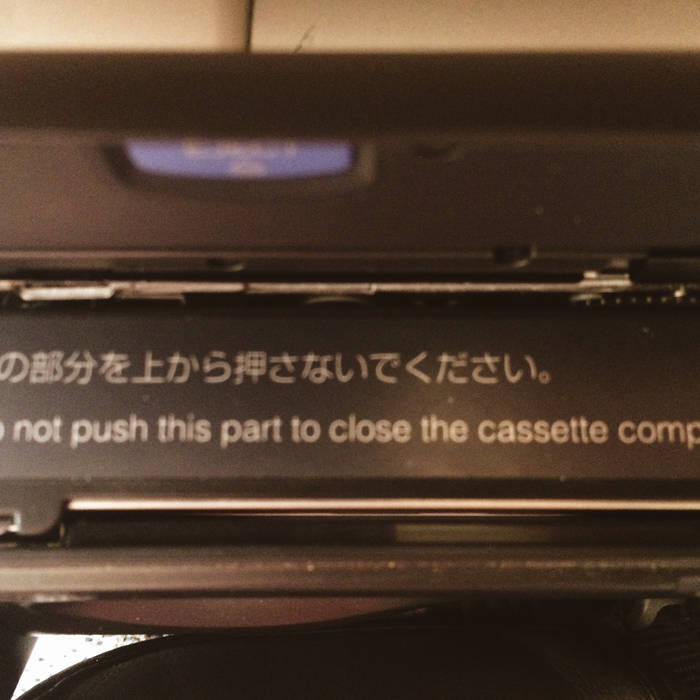 の部分を上から押さないでください。
not push this part to close the cassette comp